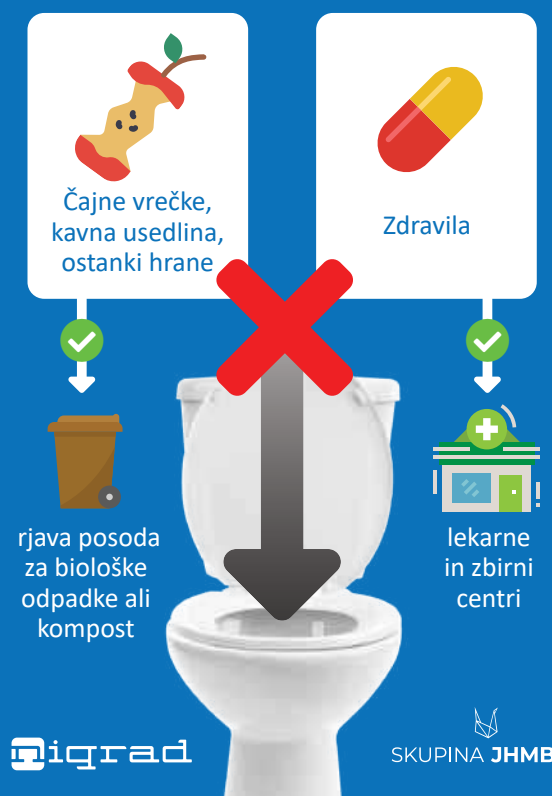 Čajne vrečke,
kavna usedlina,
ostanki hrane
Zdravila
rjava posoda
za biološke
odpadke ali
kompost
lekarne
in zbirni
centri
nigrad
SKUPINA JHMB